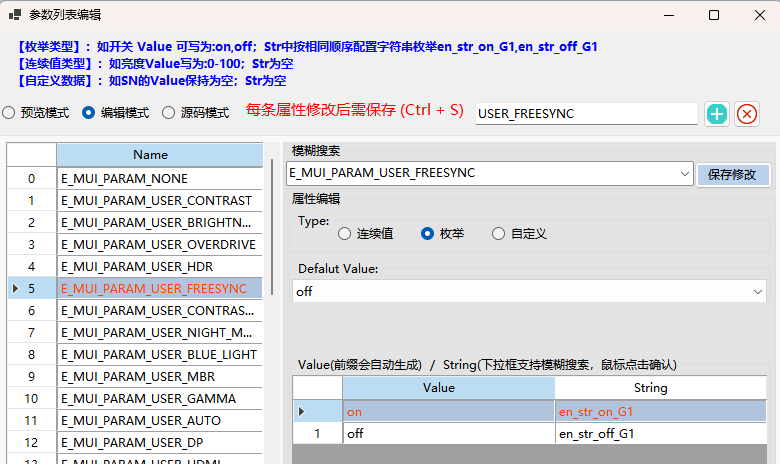 参数列表编辑
【枚举类型】：如开关 Value 可写为:on,off；Str中按相同顺序配置字符串枚举en_str_on_G1,en_str_off_G1
【连续值类型】：如亮度Value写为:0-100；Str为空
【自定义数据】：如SN的Value保持为空；Str为空
预览模式 编辑模式 源码模式 每条属性修改后需保存 (Ctrl + S) USER_FREESYNC
Name
0 E_MUI_PARAM_NONE
1 E_MUI_PARAM_USER_CONTRAST
2 E_MUI_PARAM_USER_BRIGHTN...
3 E_MUI_PARAM_USER_OVERDRIVE
4 E_MUI_PARAM_USER_HDR
5 E_MUI_PARAM_USER_FREESYNC
6 E_MUI_PARAM_USER_CONTRAS...
7 E_MUI_PARAM_USER_NIGHT_M...
8 E_MUI_PARAM_USER_BLUE_LIGHT
9 E_MUI_PARAM_USER_MBR
10 E_MUI_PARAM_USER_GAMMA
11 E_MUI_PARAM_USER_AUTO
12 E_MUI_PARAM_USER_DP
模糊搜索
E_MUI_PARAM_USER_FREESYNC 保存修改
属性编辑
Type:
连续值 枚举 自定义
Defalut Value:
off
Value(前缀会自动生成) / String(下拉框支持模糊搜索，鼠标点击确认)
Value String
on en_str_on_G1
1 off en_str_off_G1